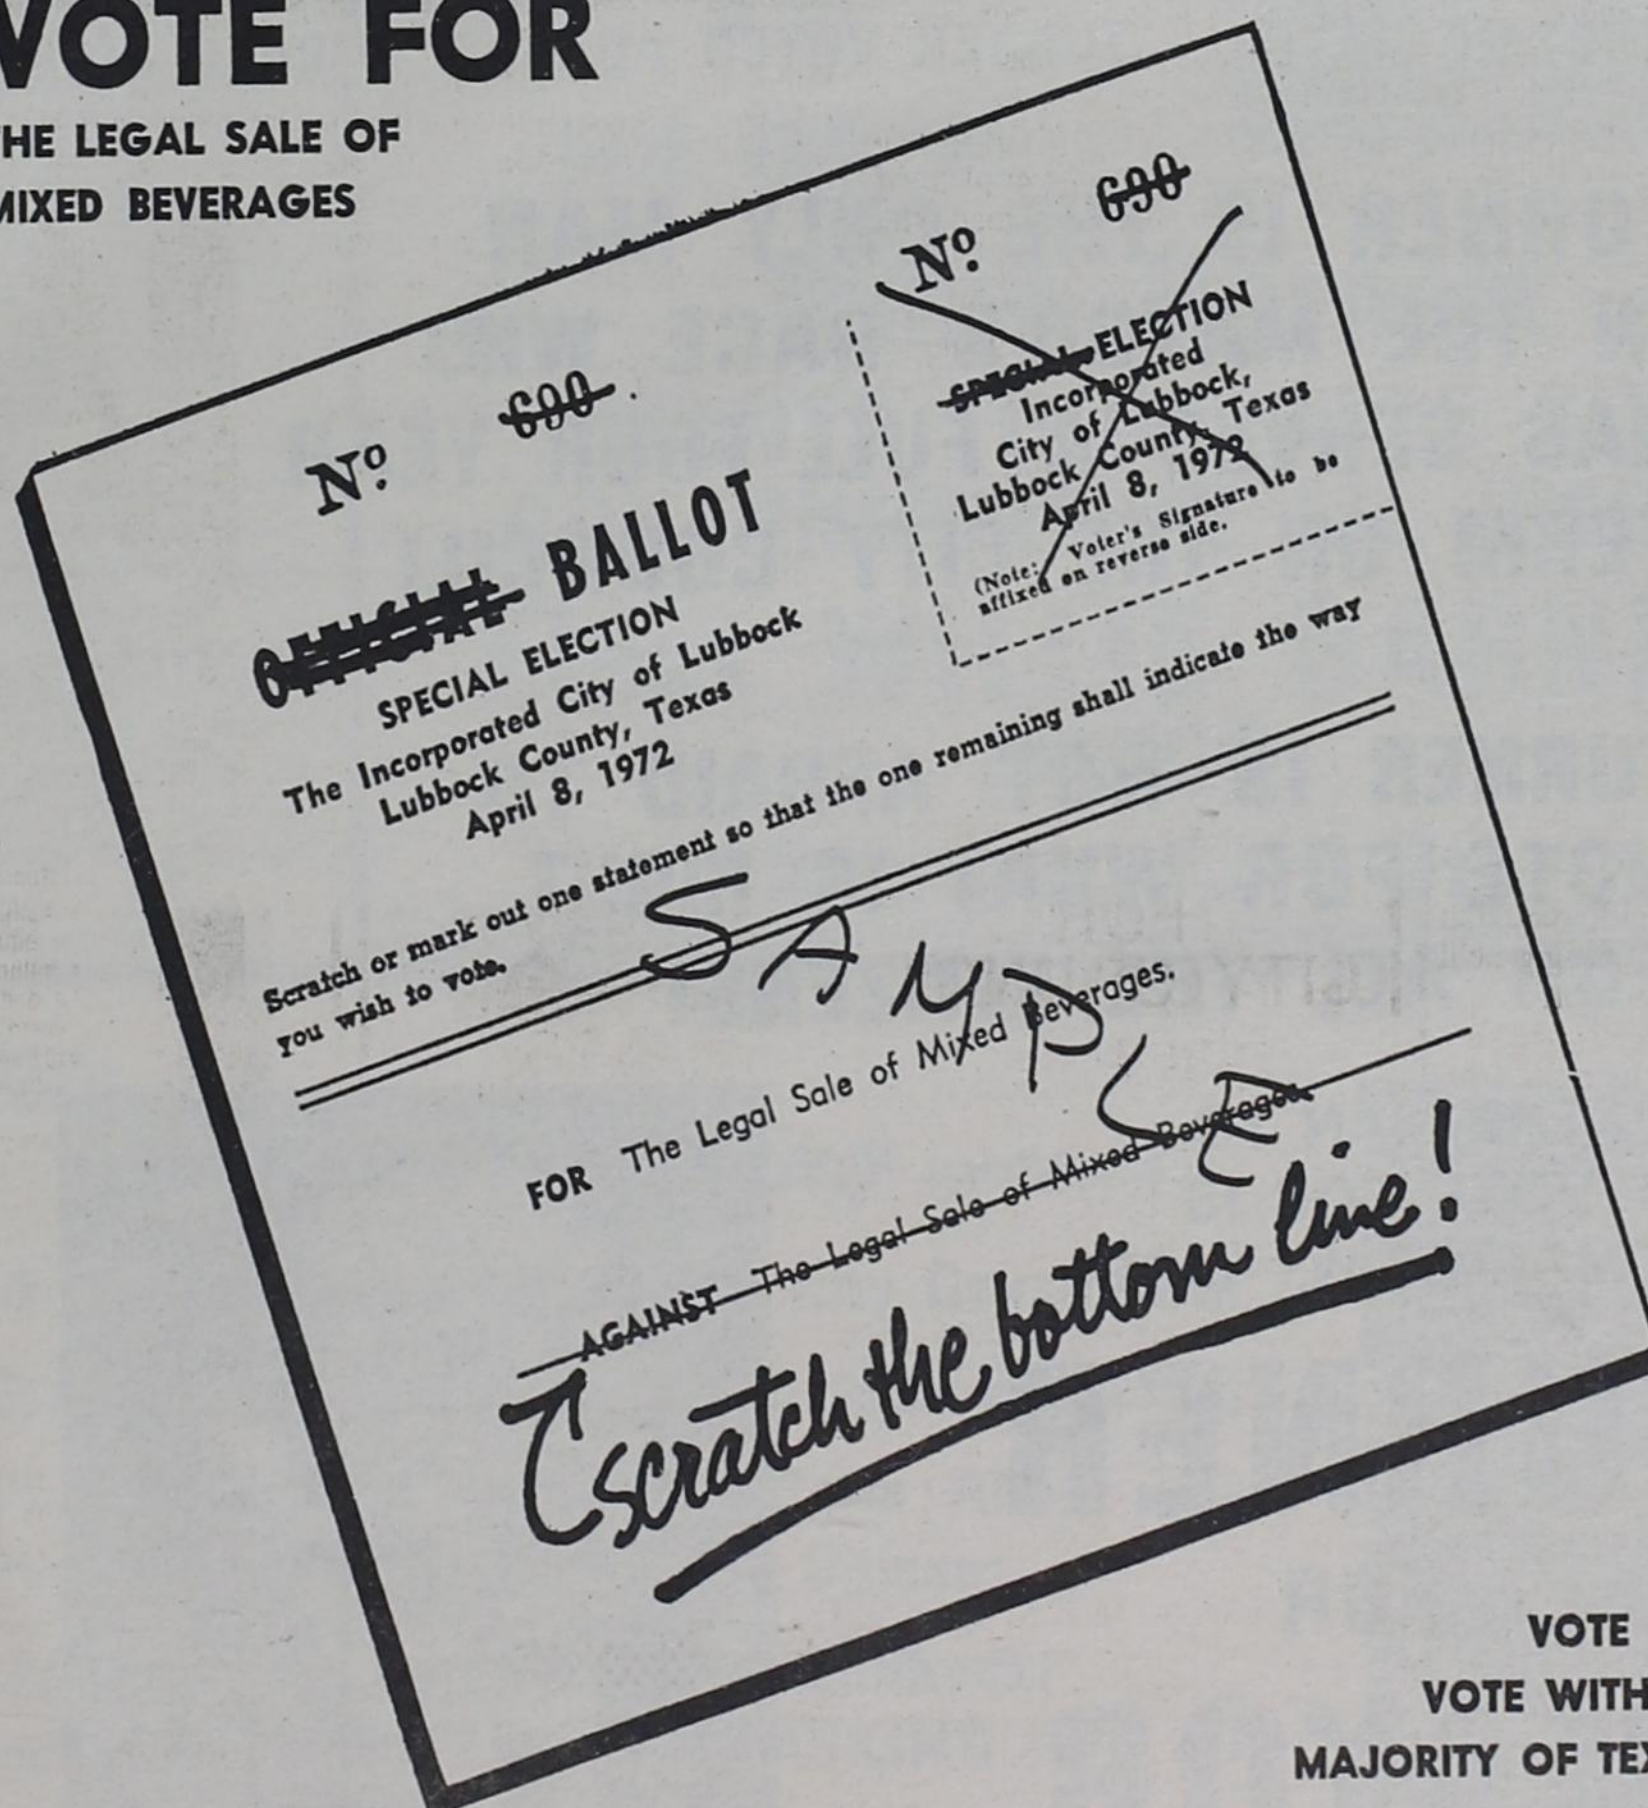 VOTE FOR
THE LEGAL SALE OF
MIXED BEVERAGES
Nº 690
OFFICIAL BALLOT
SPECIAL ELECTION
The Incorporated City of Lubbock
Lubbock County, Texas
April 8, 1972
Nº 690
SPECIAL ELECTION
Incorporated
City of Lubbock,
Lubbock County, Texas
April 8, 1972
(Note: Voter's Signature to be
affixed on reverse side.
Scratch or mark out one statement so that the one remaining shall indicate the way
you wish to vote.
SAMPLE
FOR The Legal Sale of Mixed Beverages.
AGAINST The Legal Sale of Mixed Beverages.
scratch the bottom line!
VOTE
VOTE WITH
MAJORITY OF TEX